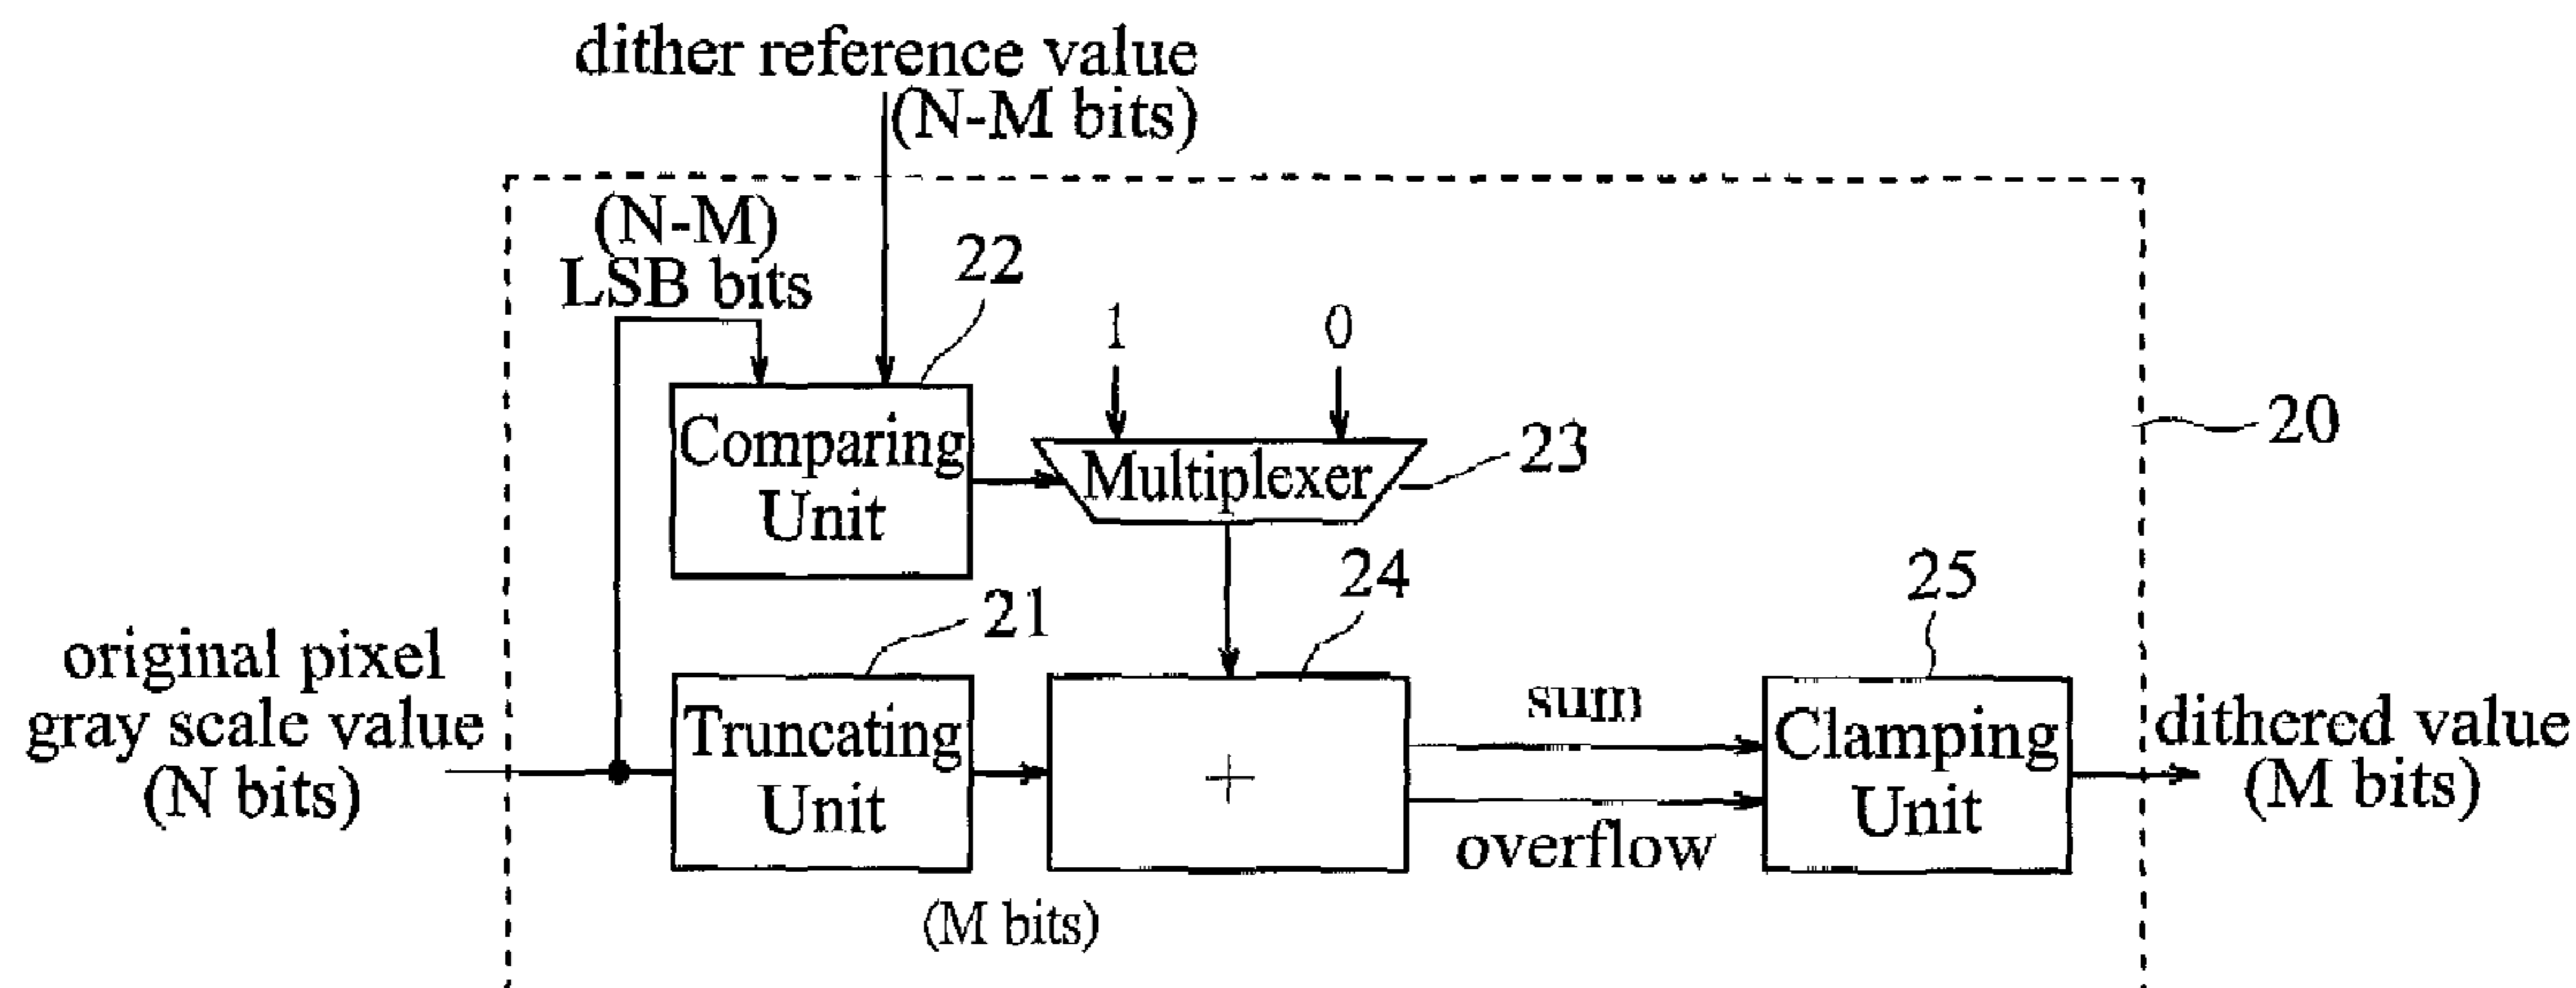 dither reference value
(N-M bits)
(N-M)
LSB bits
22
1
0
Comparing
Unit
Multiplexer
23
20
24
25
21
original pixel
gray scale value
(N bits)
Truncating
Unit
+
sum
overflow
Clamping
Unit
dithered value
(M bits)
(M bits)